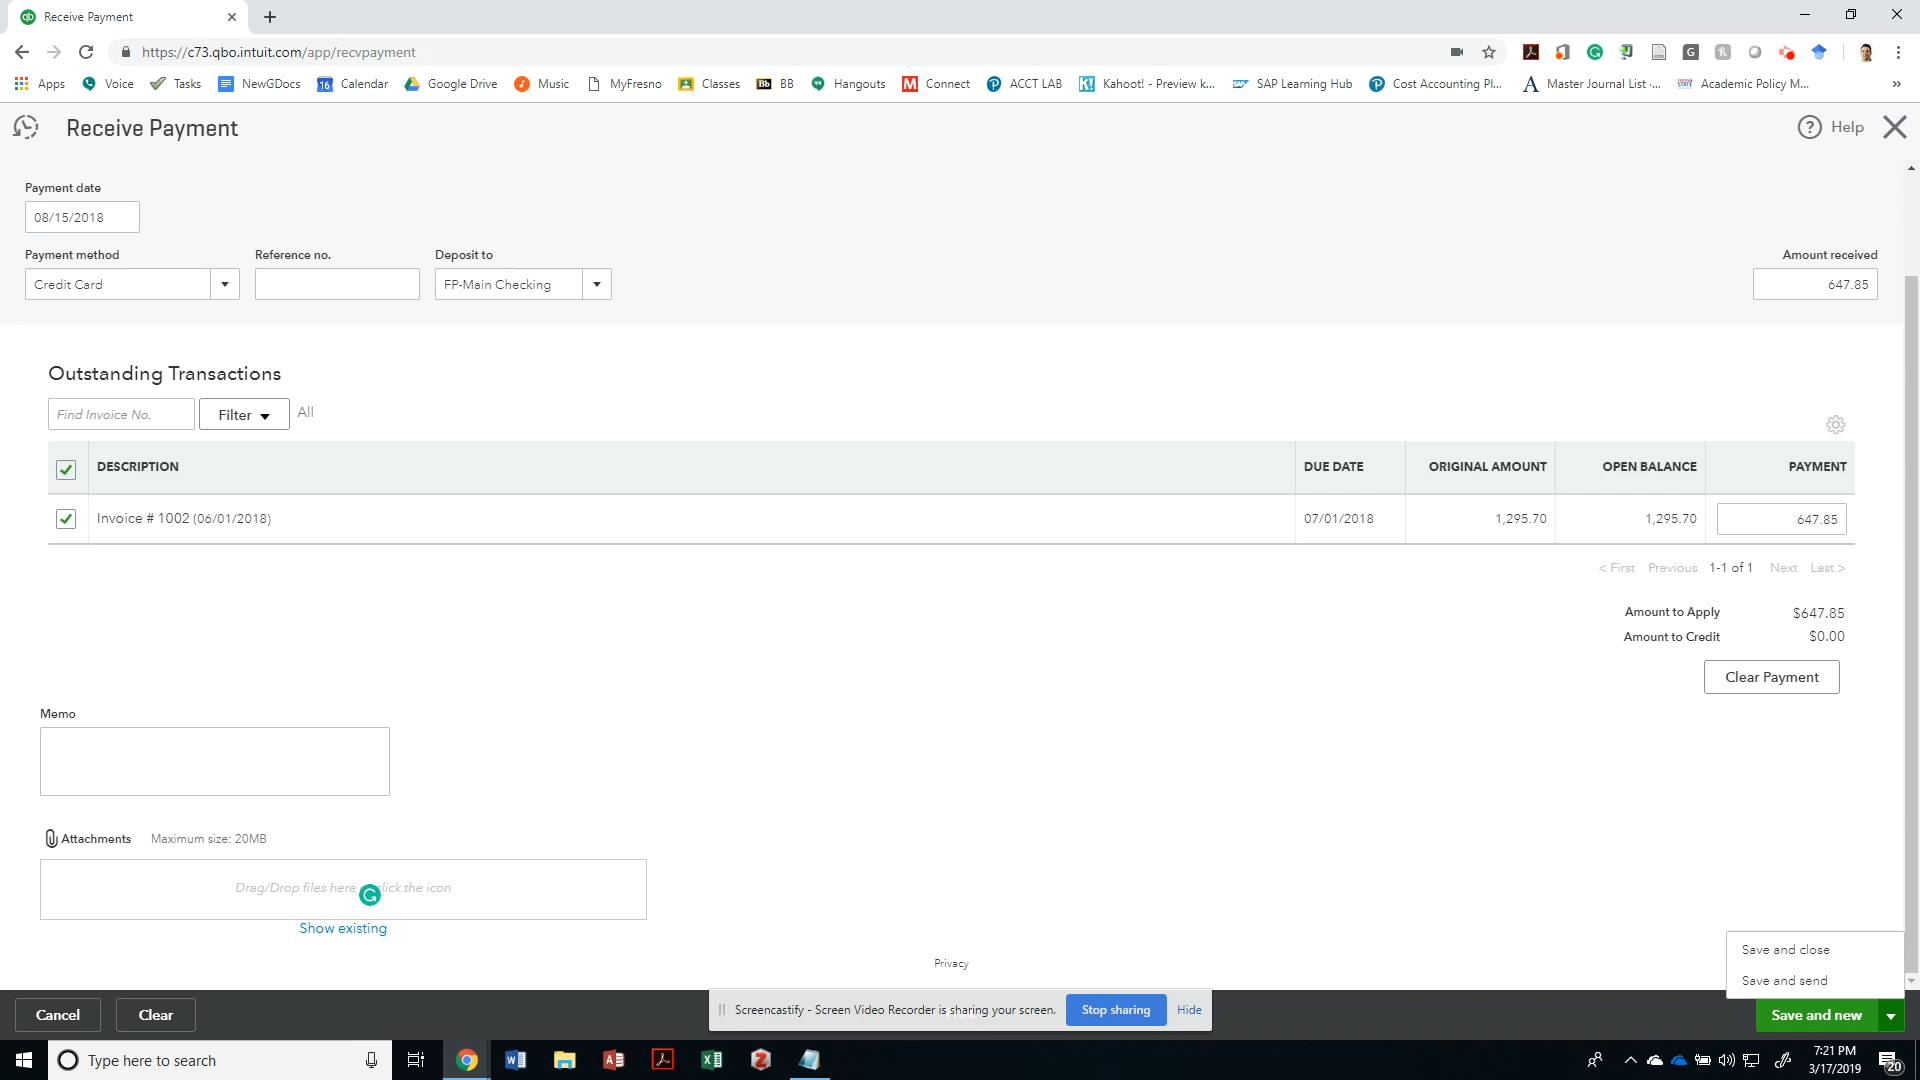 Receive Payment
https://c73.qbo.intuit.com/app/recvpayment
Apps Voice Tasks NewGDocs 16 Calendar Google Drive Music MyFresno Classes Bb BB Hangouts M Connect ACCT LAB Kahoot! - Preview k... SAP Learning Hub Cost Accounting Pl... Master Journal List -... Academic Policy M... »
Receive Payment
? Help
Payment date
08/15/2018
Payment method Reference no. Deposit to Amount received
Credit Card FP-Main Checking 647.85
Outstanding Transactions
Find Invoice No. Filter All
DESCRIPTION DUE DATE ORIGINAL AMOUNT OPEN BALANCE PAYMENT
Invoice # 1002 (06/01/2018) 07/01/2018 1,295.70 1,295.70 647.85
< First Previous 1-1 of 1 Next Last >
Amount to Apply $647.85
Amount to Credit $0.00
Clear Payment
Memo
Attachments Maximum size: 20MB
Drag/Drop files here click the icon
Show existing
Privacy
Save and close
Save and send
Cancel Clear Screencastify - Screen Video Recorder is sharing your screen. Stop sharing Hide Save and new
Type here to search
7:21 PM
3/17/2019
20